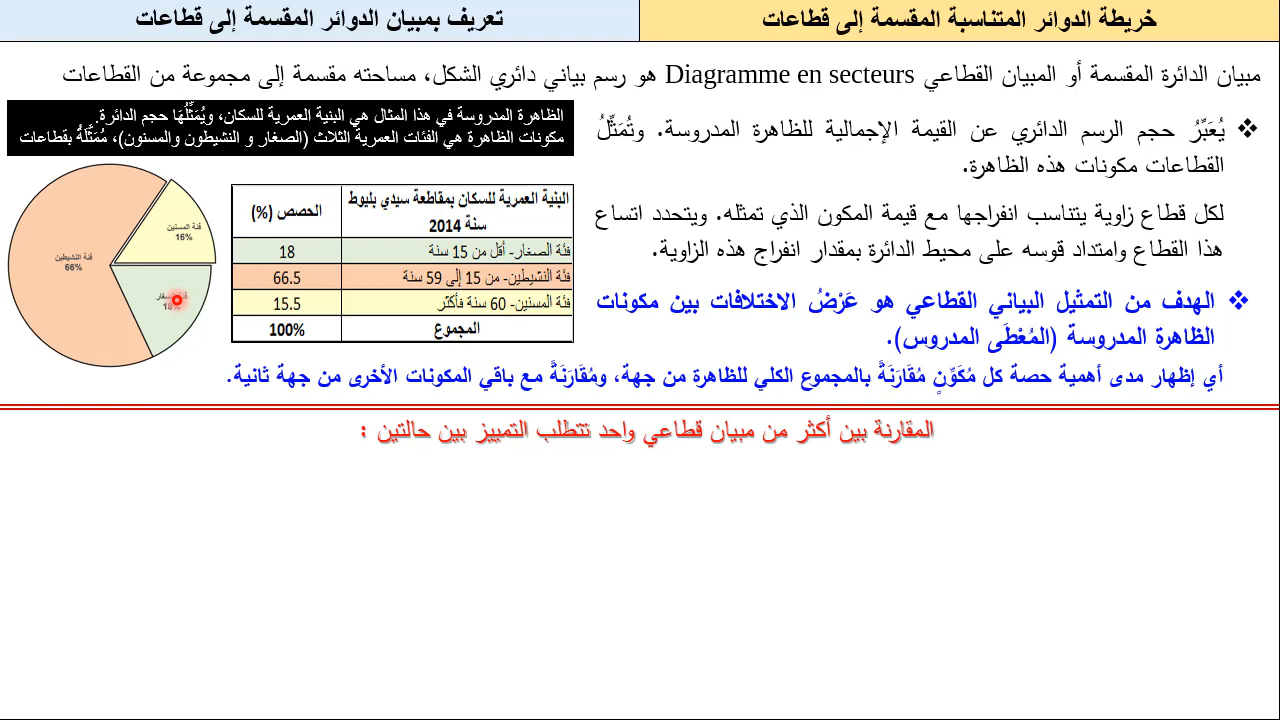 خريطة الدوائر المتناسبة المقسمة إلى قطاعات
تعريف بمبيان الدوائر المقسمة إلى قطاعات
مبيان الدائرة المقسمة أو المبيان القطاعي Diagramme en secteurs هو رسم بياني دائري الشكل، مساحته مقسمة إلى مجموعة من القطاعات
❖ يُعَبِّرُ حجم الرسم الدائري عن القيمة الإجمالية للظاهرة المدروسة. وتُمَثِّلُ
القطاعات مكونات هذه الظاهرة.
لكل قطاع زاوية يتناسب انفراجها مع قيمة المكون الذي تمثله. ويتحدد اتساع
هذا القطاع وامتداد قوسه على محيط الدائرة بمقدار انفراج هذه الزاوية.
❖ الهدف من التمثيل البياني القطاعي هو عَرْضُ الاختلافات بين مكونات
الظاهرة المدروسة (المُعْطَى المدروس).
الظاهرة المدروسة في هذا المثال هي البنية العمرية للسكان، ويُمَثِّلُهَا حجم الدائرة.
مكونات الظاهرة هي الفئات العمرية الثلاث (الصغار و النشيطون والمسنون)، مُمَثَّلَةٌ بقطاعات
البنية العمرية للسكان بمقاطعة سيدي بليوط
سنة 2014
الحصص (%)
فئة الصغار- أقل من 15 سنة 18
فئة النشيطين- من 15 إلى 59 سنة 66.5
فئة المسنين- 60 سنة فأكثر 15.5
المجموع 100%
فئة المسنين
16%
فئة النشيطين
66%
18%
أي إظهار مدى أهمية حصة كل مُكَوِّنٍ مُقَارَنَةً بالمجموع الكلي للظاهرة من جهة، ومُقَارَنَةً مع باقي المكونات الأخرى من جهة ثانية.
المقارنة بين أكثر من مبيان قطاعي واحد تتطلب التمييز بين حالتين :